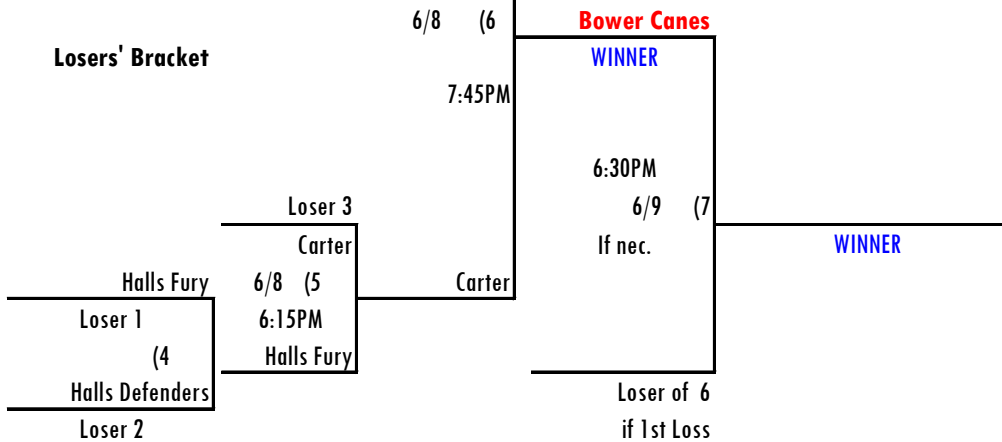 6/8 (6
Bower Canes
Losers' Bracket
WINNER
7:45PM
6:30PM
Loser 3
6/9 (7
Carter
If nec.
WINNER
Halls Fury
6/8 (5
Carter
Loser 1
6:15PM
(4
Halls Fury
Halls Defenders
Loser of 6
Loser 2
if 1st Loss